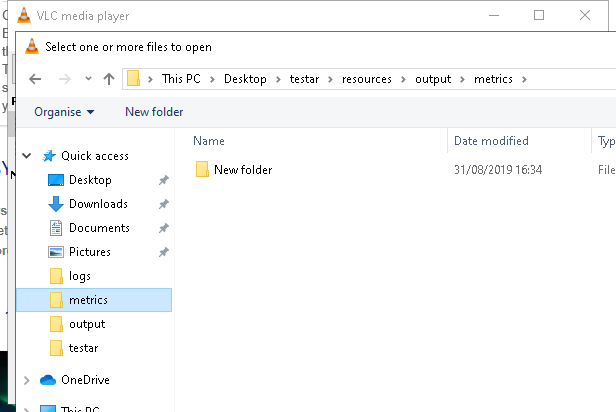 VLC media player
Select one or more files to open
This PC > Desktop > testar > resources > output > metrics >
Organise New folder
Name Date modified
Quick access
New folder 31/08/2019 16:34 File
Desktop
Downloads
Documents
Pictures
logs
metrics
output
testar
OneDrive
This PC